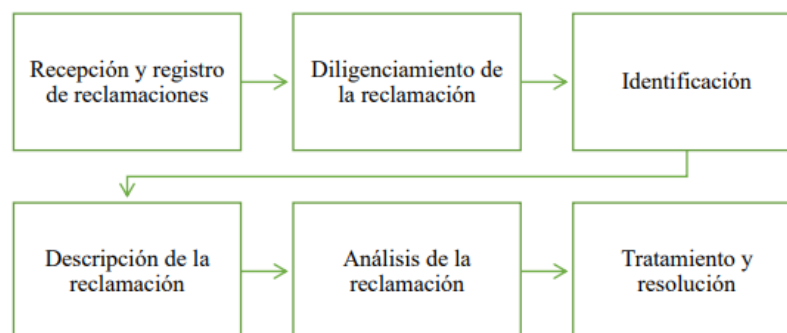 Recepción y registro
de reclamaciones
Diligenciamiento de
la reclamación
Identificación
Descripción de la
reclamación
Análisis de la
reclamación
Tratamiento y
resolución